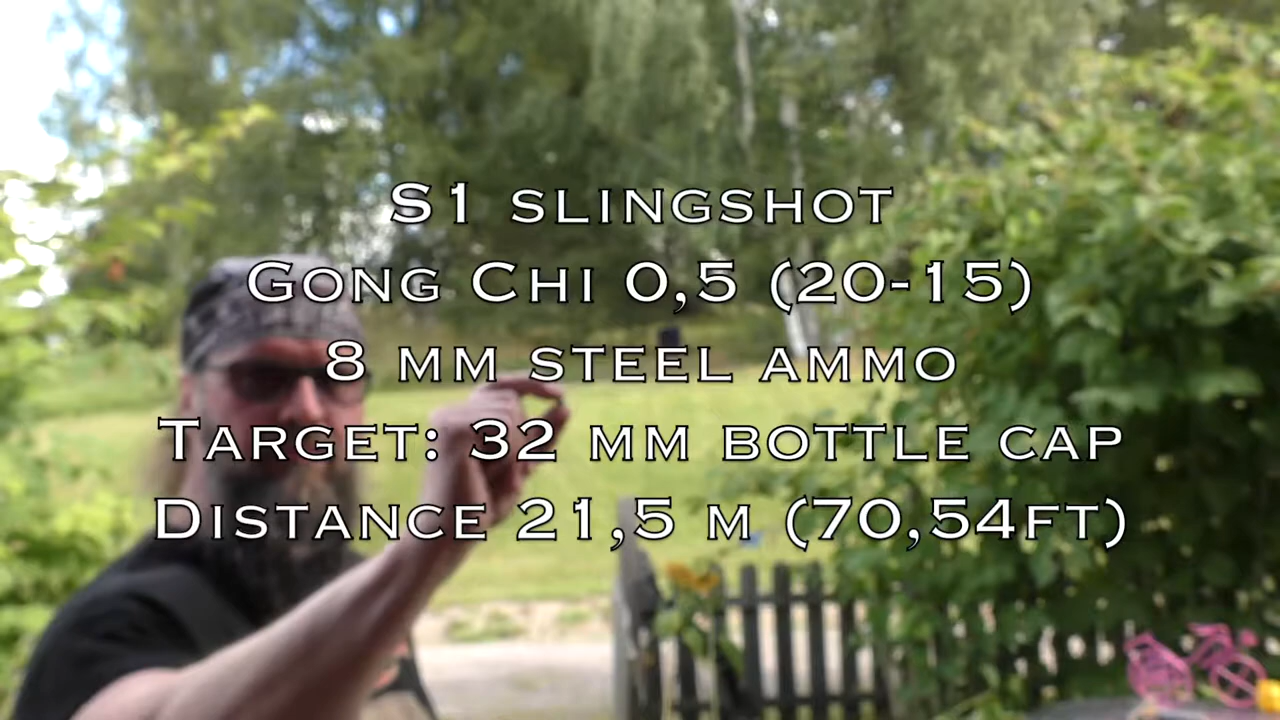 S1 slingshot
Gong Chi 0,5 (20-15)
8 mm steel ammo
Target: 32 mm bottle cap
Distance 21,5 m (70,54ft)